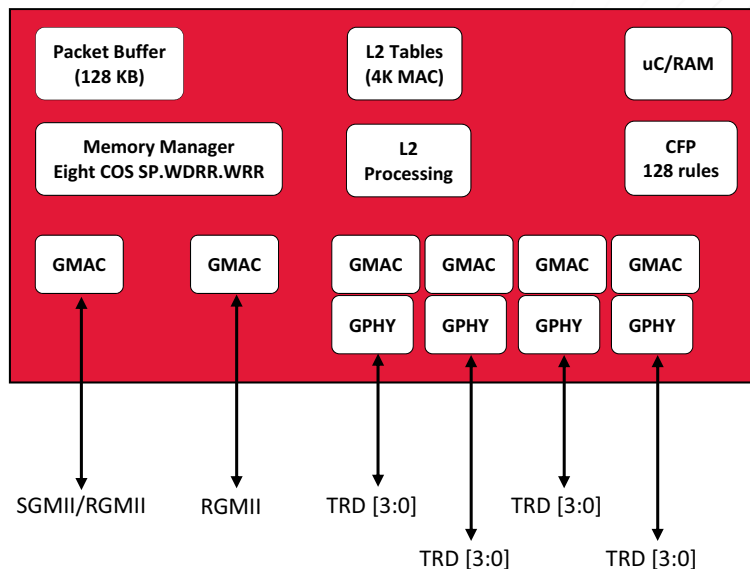 Packet Buffer
(128 KB)
L2 Tables
(4K MAC)
uC/RAM
Memory Manager
Eight COS SP.WDRR.WRR
L2
Processing
CFP
128 rules
GMAC
GMAC
GMAC
GMAC
GMAC
GMAC
GPHY
GPHY
GPHY
GPHY
SGMII/RGMII
RGMII
TRD [3:0]
TRD [3:0]
TRD [3:0]
TRD [3:0]